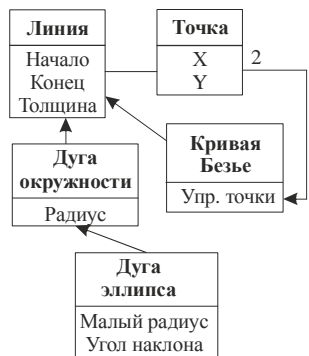 Линия
Начало
Конец
Толщина
Точка
X
Y
2
Кривая
Безье
Упр. точки
Дуга
окружности
Радиус
Дуга
эллипса
Малый радиус
Угол наклона